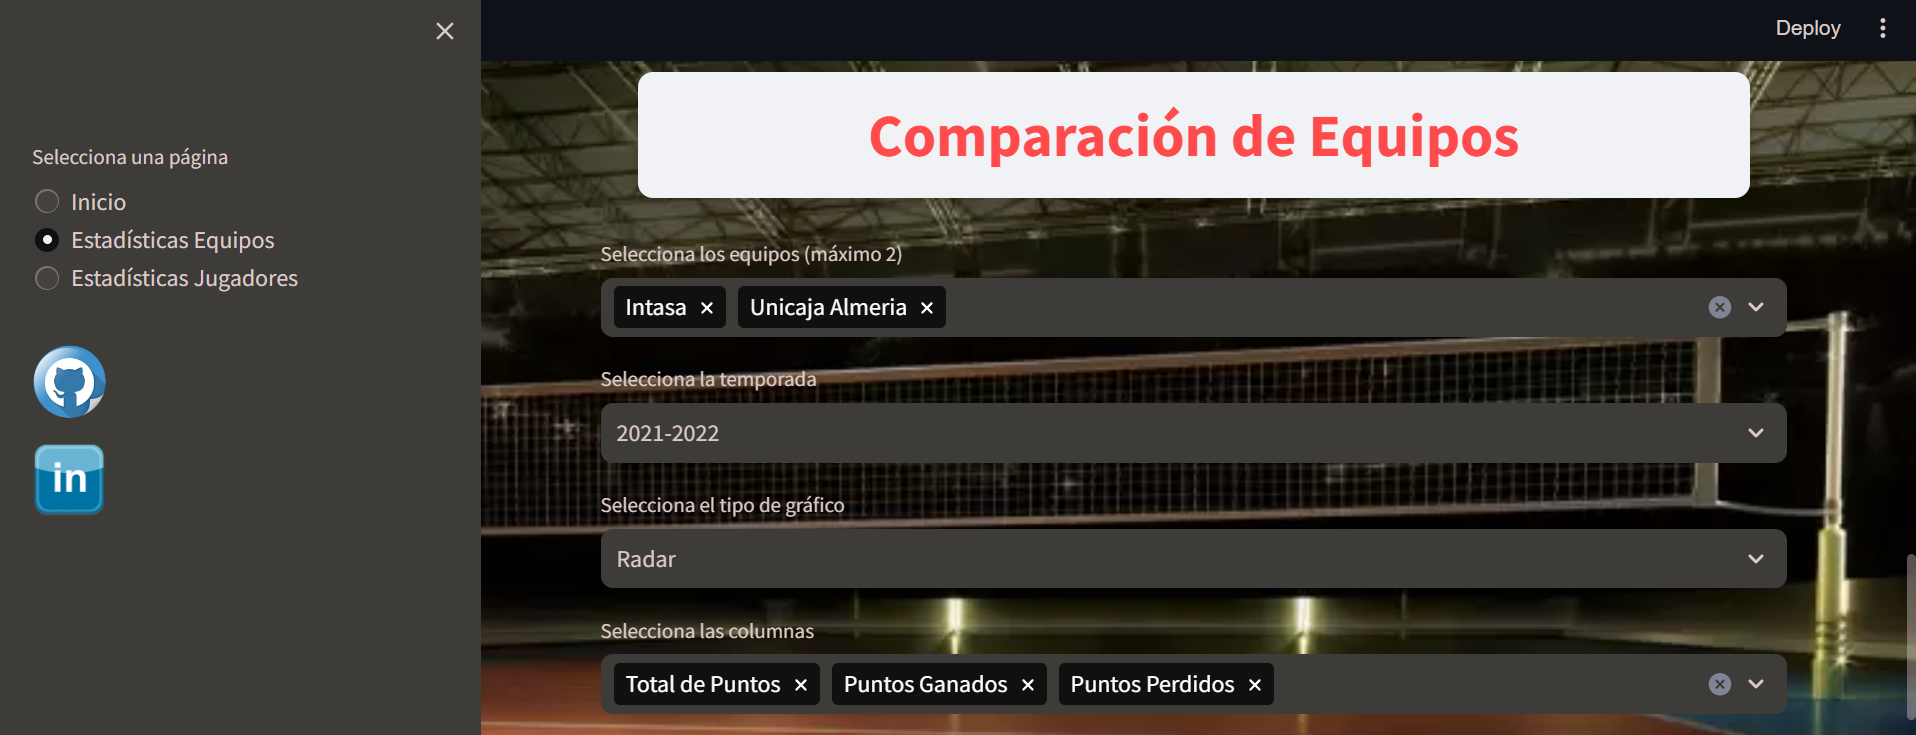 Deploy
Selecciona una página
Inicio
Estadísticas Equipos
Estadísticas Jugadores
in
Comparación de Equipos
Selecciona los equipos (máximo 2)
Intasa Unicaja Almeria
Selecciona la temporada
2021-2022
Selecciona el tipo de gráfico
Radar
Selecciona las columnas
Total de Puntos Puntos Ganados Puntos Perdidos